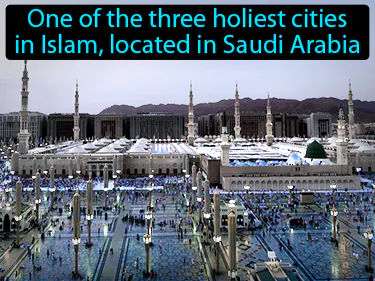 One of the three holiest cities
in Islam, located in Saudi Arabia